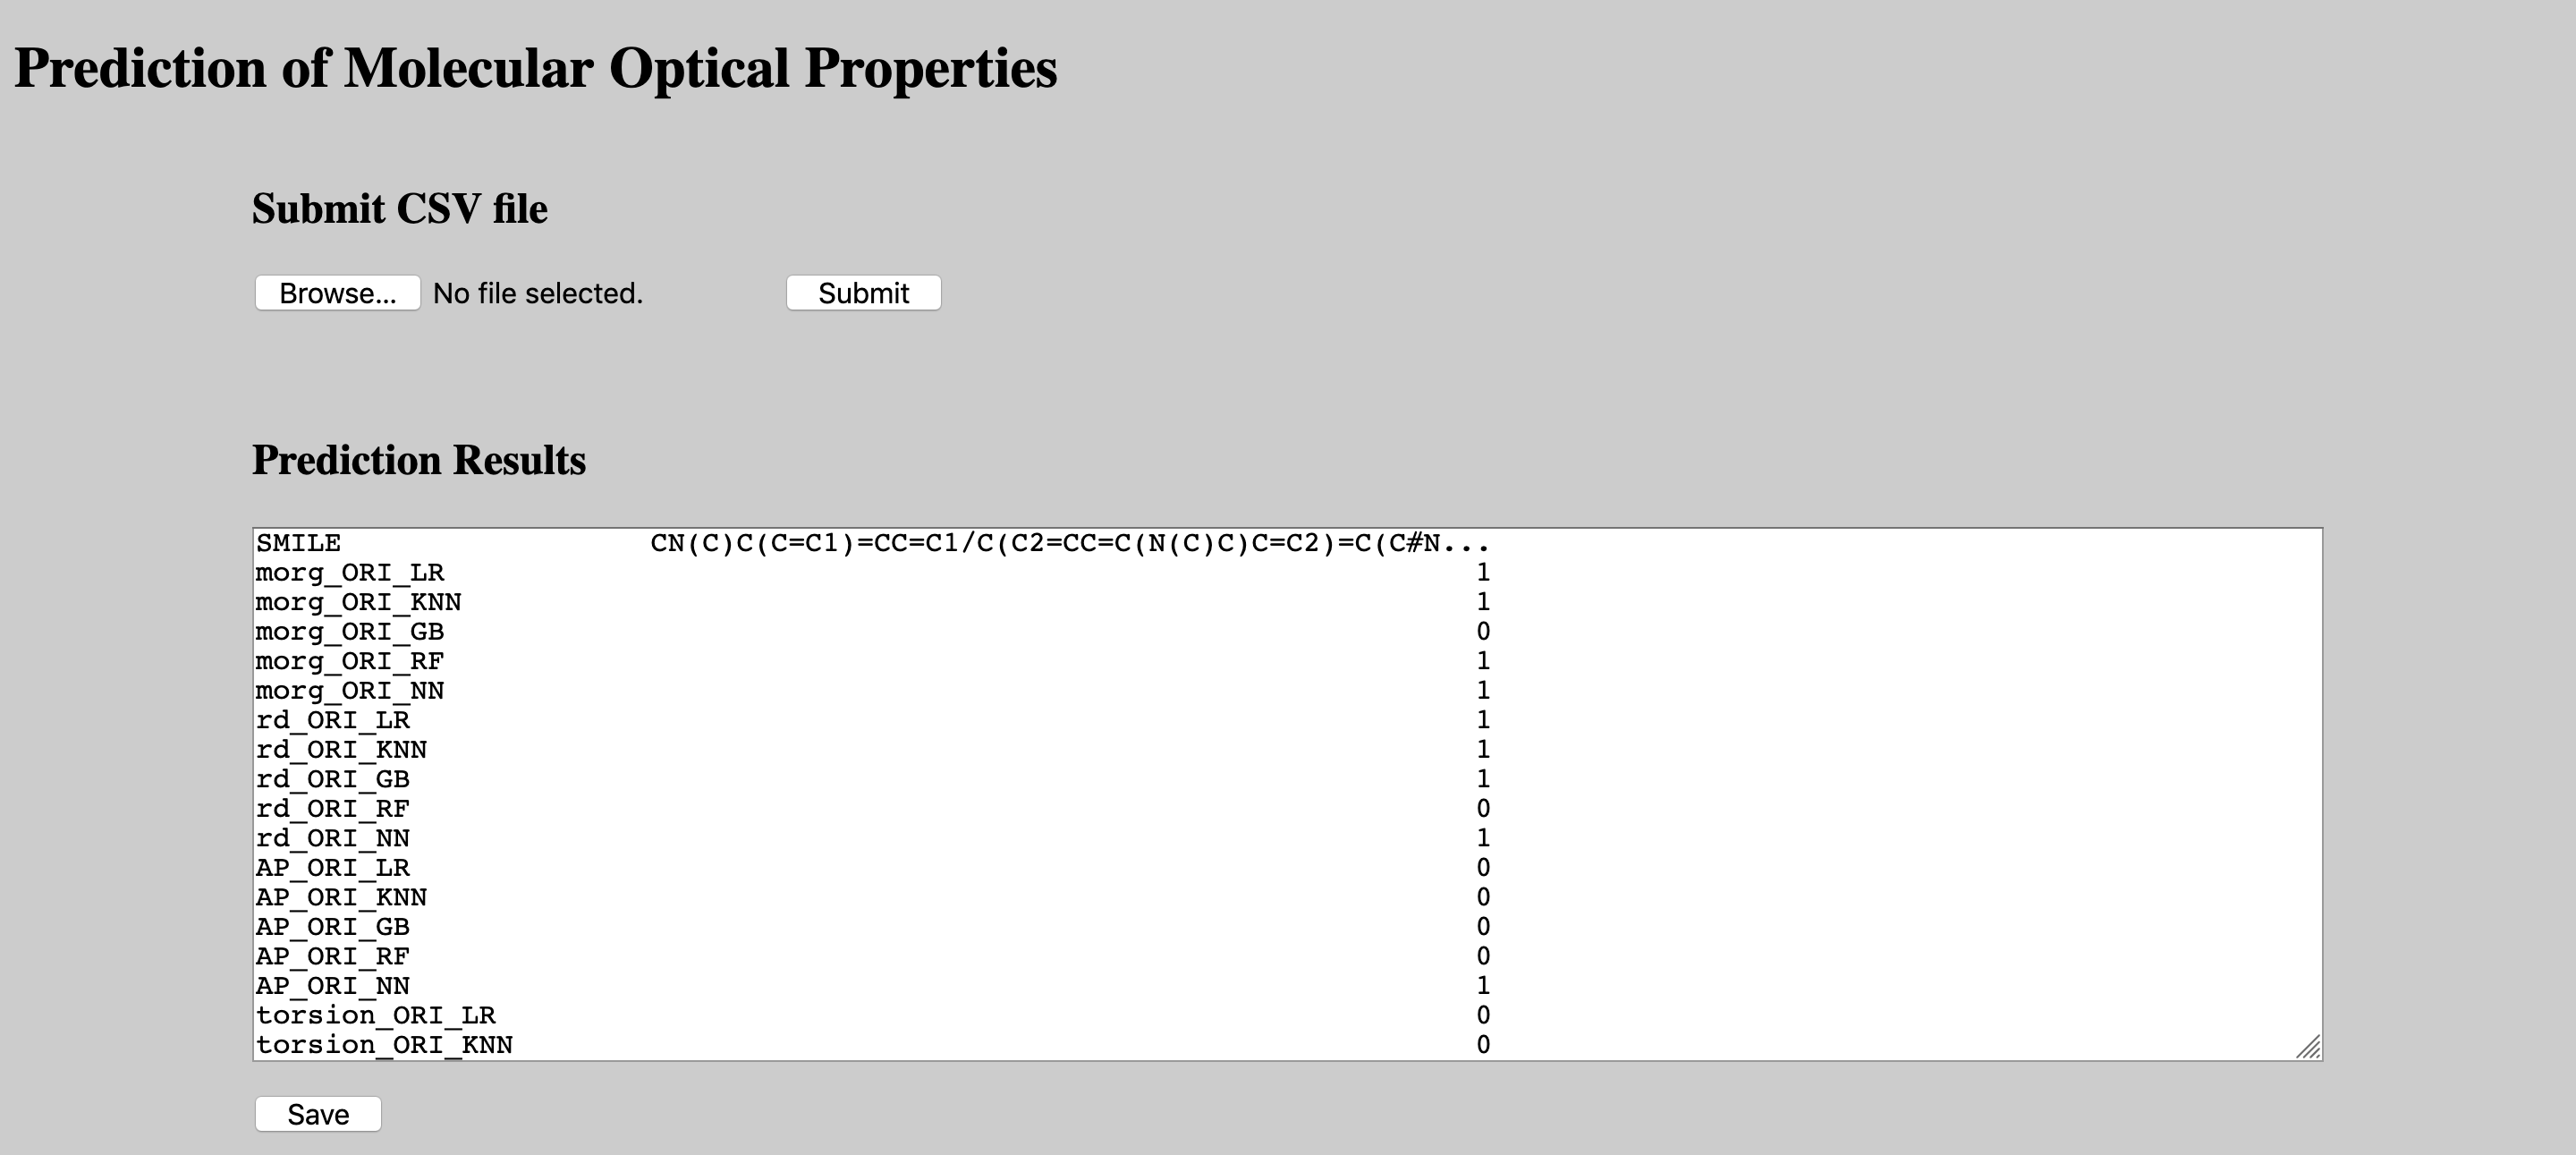 Prediction of Molecular Optical Properties
Submit CSV file
Browse... No file selected. Submit
Prediction Results
SMILE CN(C)C(C=C1)=CC=C1/C(C2=CC=C(N(C)C)C=C2)=C(C#N...
morg_ORI_LR 1
morg_ORI_KNN 1
morg_ORI_GB 0
morg_ORI_RF 1
morg_ORI_NN 1
rd_ORI_LR 1
rd_ORI_KNN 1
rd_ORI_GB 1
rd_ORI_RF 0
rd_ORI_NN 1
AP_ORI_LR 0
AP_ORI_KNN 0
AP_ORI_GB 0
AP_ORI_RF 0
AP_ORI_NN 1
torsion_ORI_LR 0
torsion_ORI_KNN 0
Save